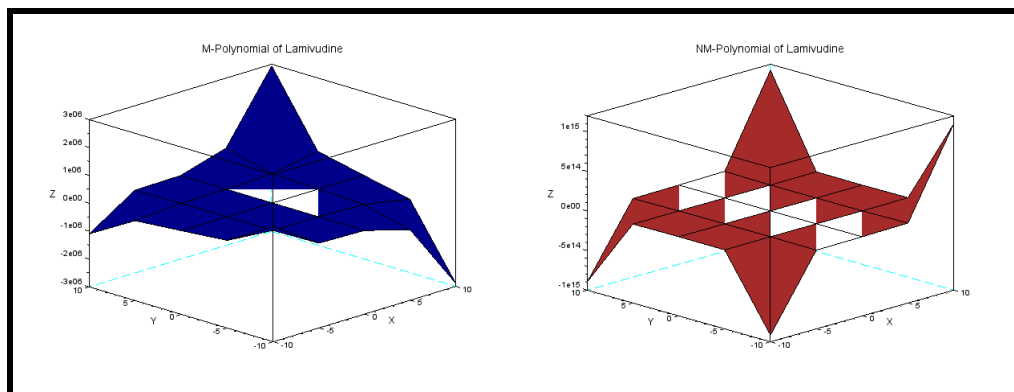 M-Polynomial of Lamivudine
3e06
2e06
1e06
Z
0e00
-1e06
-2e06
-3e06
10
5
0
Y
-5
-10
-10
-5
0
X
5
10
NM-Polynomial of Lamivudine
1e15
5e14
Z
0e00
-5e14
-1e15
10
5
0
Y
-5
-10
-10
-5
0
X
5
10